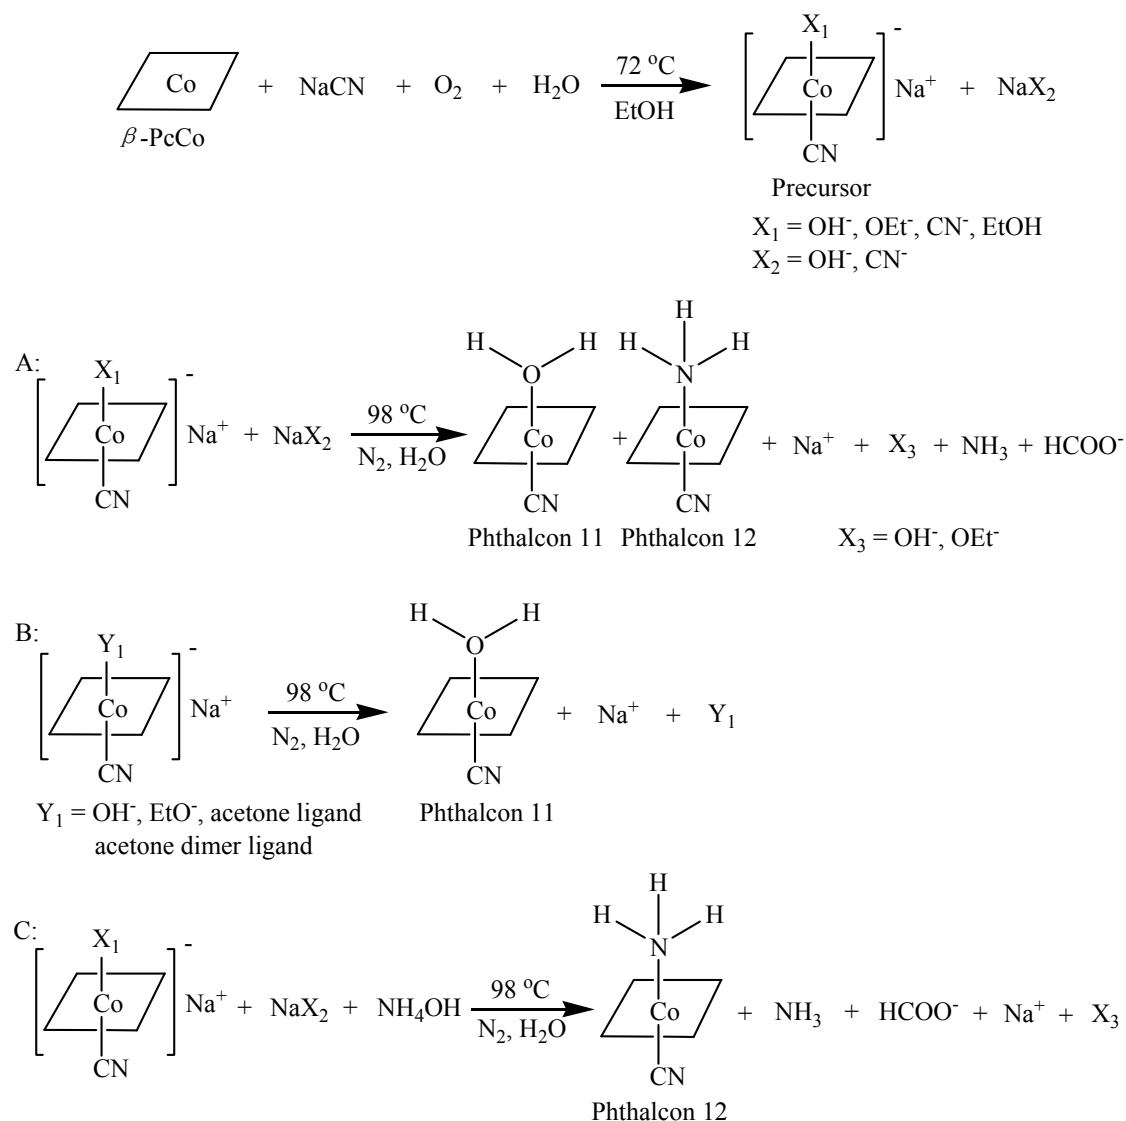 Co + NaCN + O₂ + H₂O 72 °C EtOH [X₁ Co CN]⁻ Na⁺ + NaX₂
β-PcCo
Precursor
X₁ = OH⁻, OEt⁻, CN⁻, EtOH
X₂ = OH⁻, CN⁻
A:
[X₁ Co CN]⁻ Na⁺ + NaX₂ 98 °C N₂, H₂O H H O Co CN + H H H N Co CN + Na⁺ + X₃ + NH₃ + HCOO⁻
Phthalcon 11 Phthalcon 12 X₃ = OH⁻, OEt⁻
B:
[Y₁ Co CN]⁻ Na⁺ 98 °C N₂, H₂O H H O Co CN + Na⁺ + Y₁
Y₁ = OH⁻, EtO⁻, acetone ligand Phthalcon 11
acetone dimer ligand
C:
[X₁ Co CN]⁻ Na⁺ + NaX₂ + NH₄OH 98 °C N₂, H₂O H H H N Co CN + NH₃ + HCOO⁻ + Na⁺ + X₃
Phthalcon 12